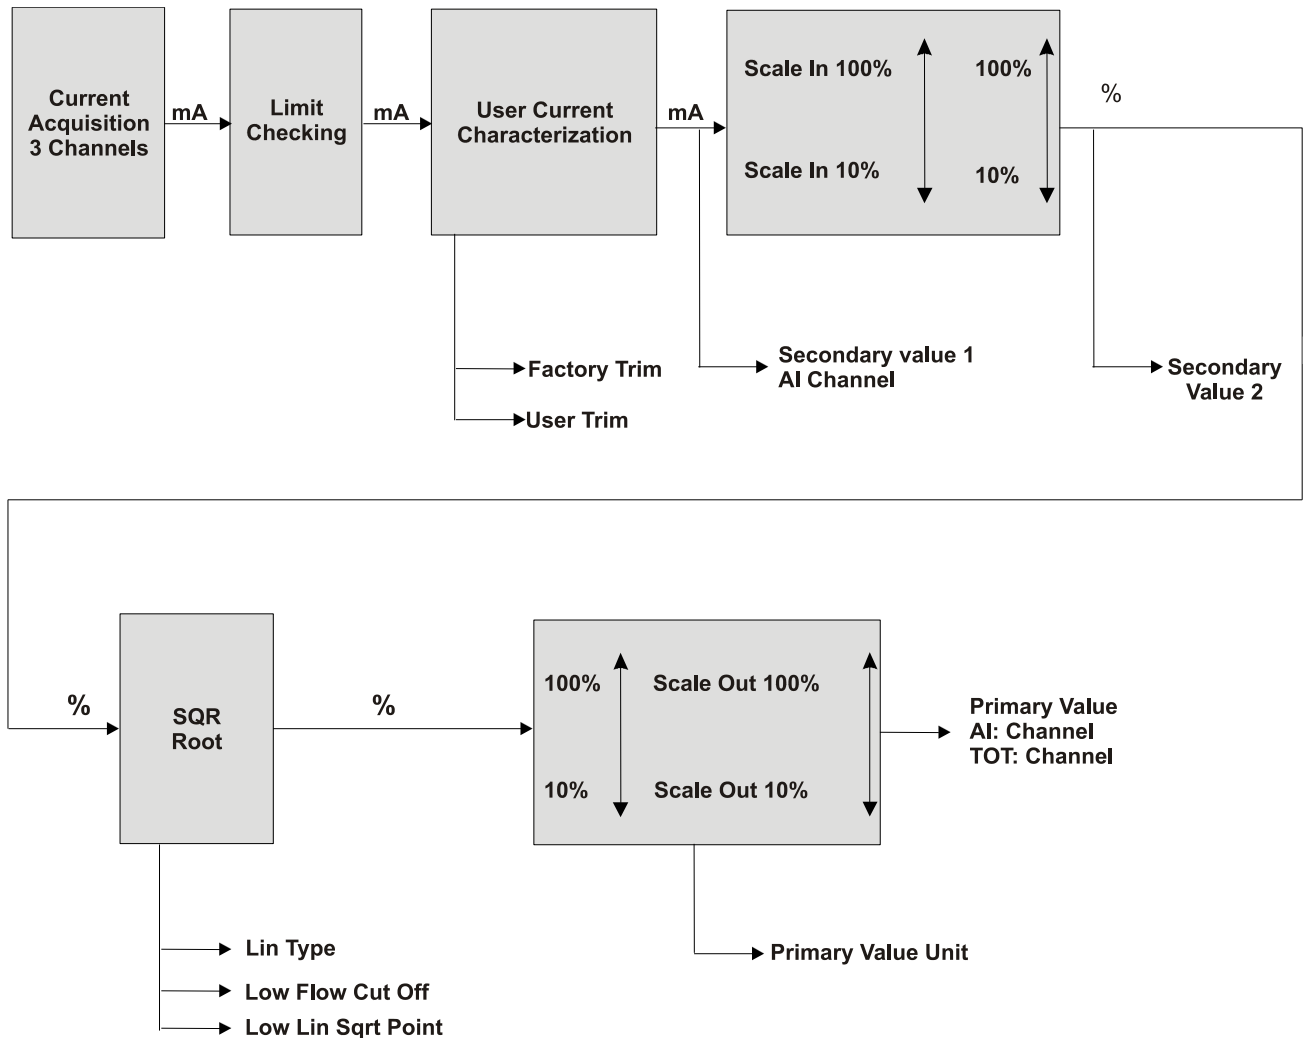 Current
Acquisition
3 Channels
mA
Limit
Checking
mA
User Current
Characterization
mA
Scale In 100%
100%
Scale In 10%
10%
%
Factory Trim
User Trim
Secondary value 1
AI Channel
Secondary
Value 2
%
SQR
Root
%
100%
Scale Out 100%
10%
Scale Out 10%
Primary Value
AI: Channel
TOT: Channel
Lin Type
Low Flow Cut Off
Low Lin Sqrt Point
Primary Value Unit